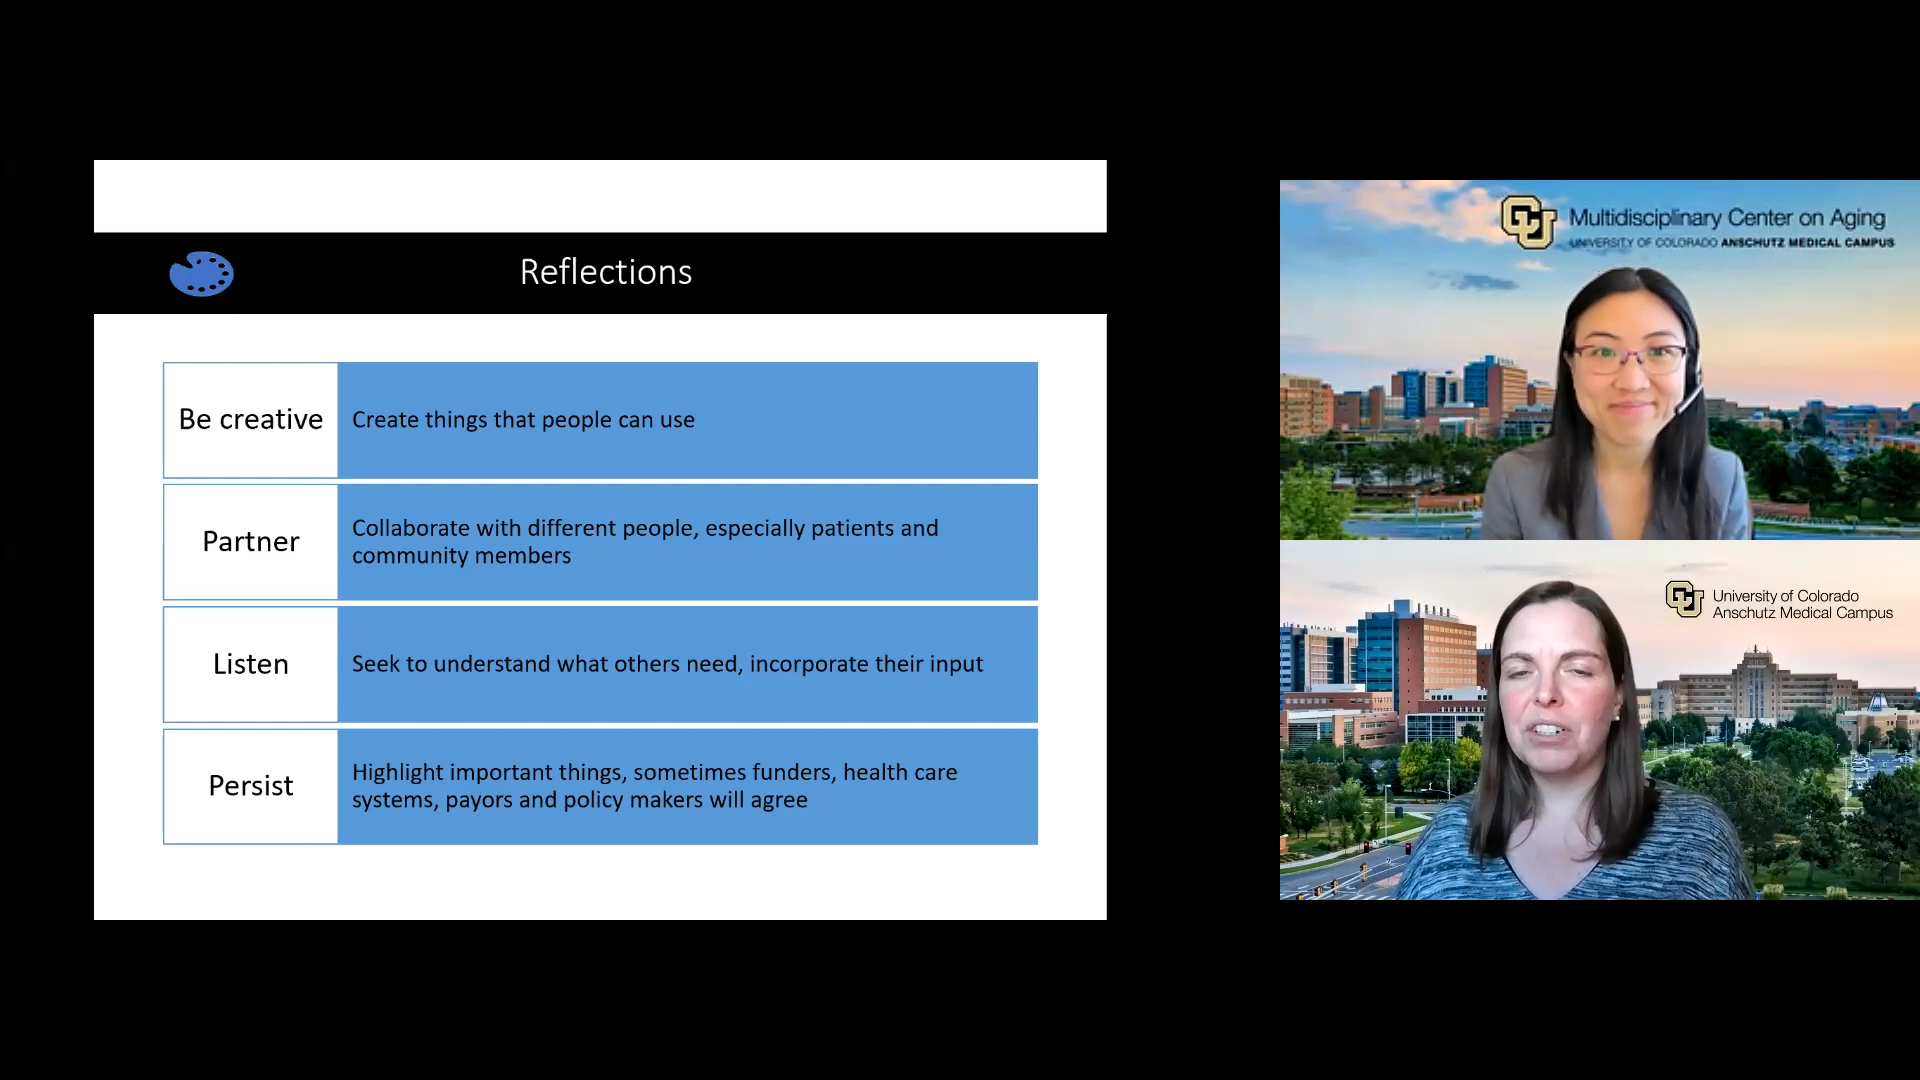 Reflections
Be creative
Create things that people can use
Partner
Collaborate with different people, especially patients and
community members
Listen
Seek to understand what others need, incorporate their input
Persist
Highlight important things, sometimes funders, health care
systems, payors and policy makers will agree
Multidisciplinary Center on Aging
UNIVERSITY OF COLORADO ANSCHUTZ MEDICAL CAMPUS
University of Colorado
Anschutz Medical Campus